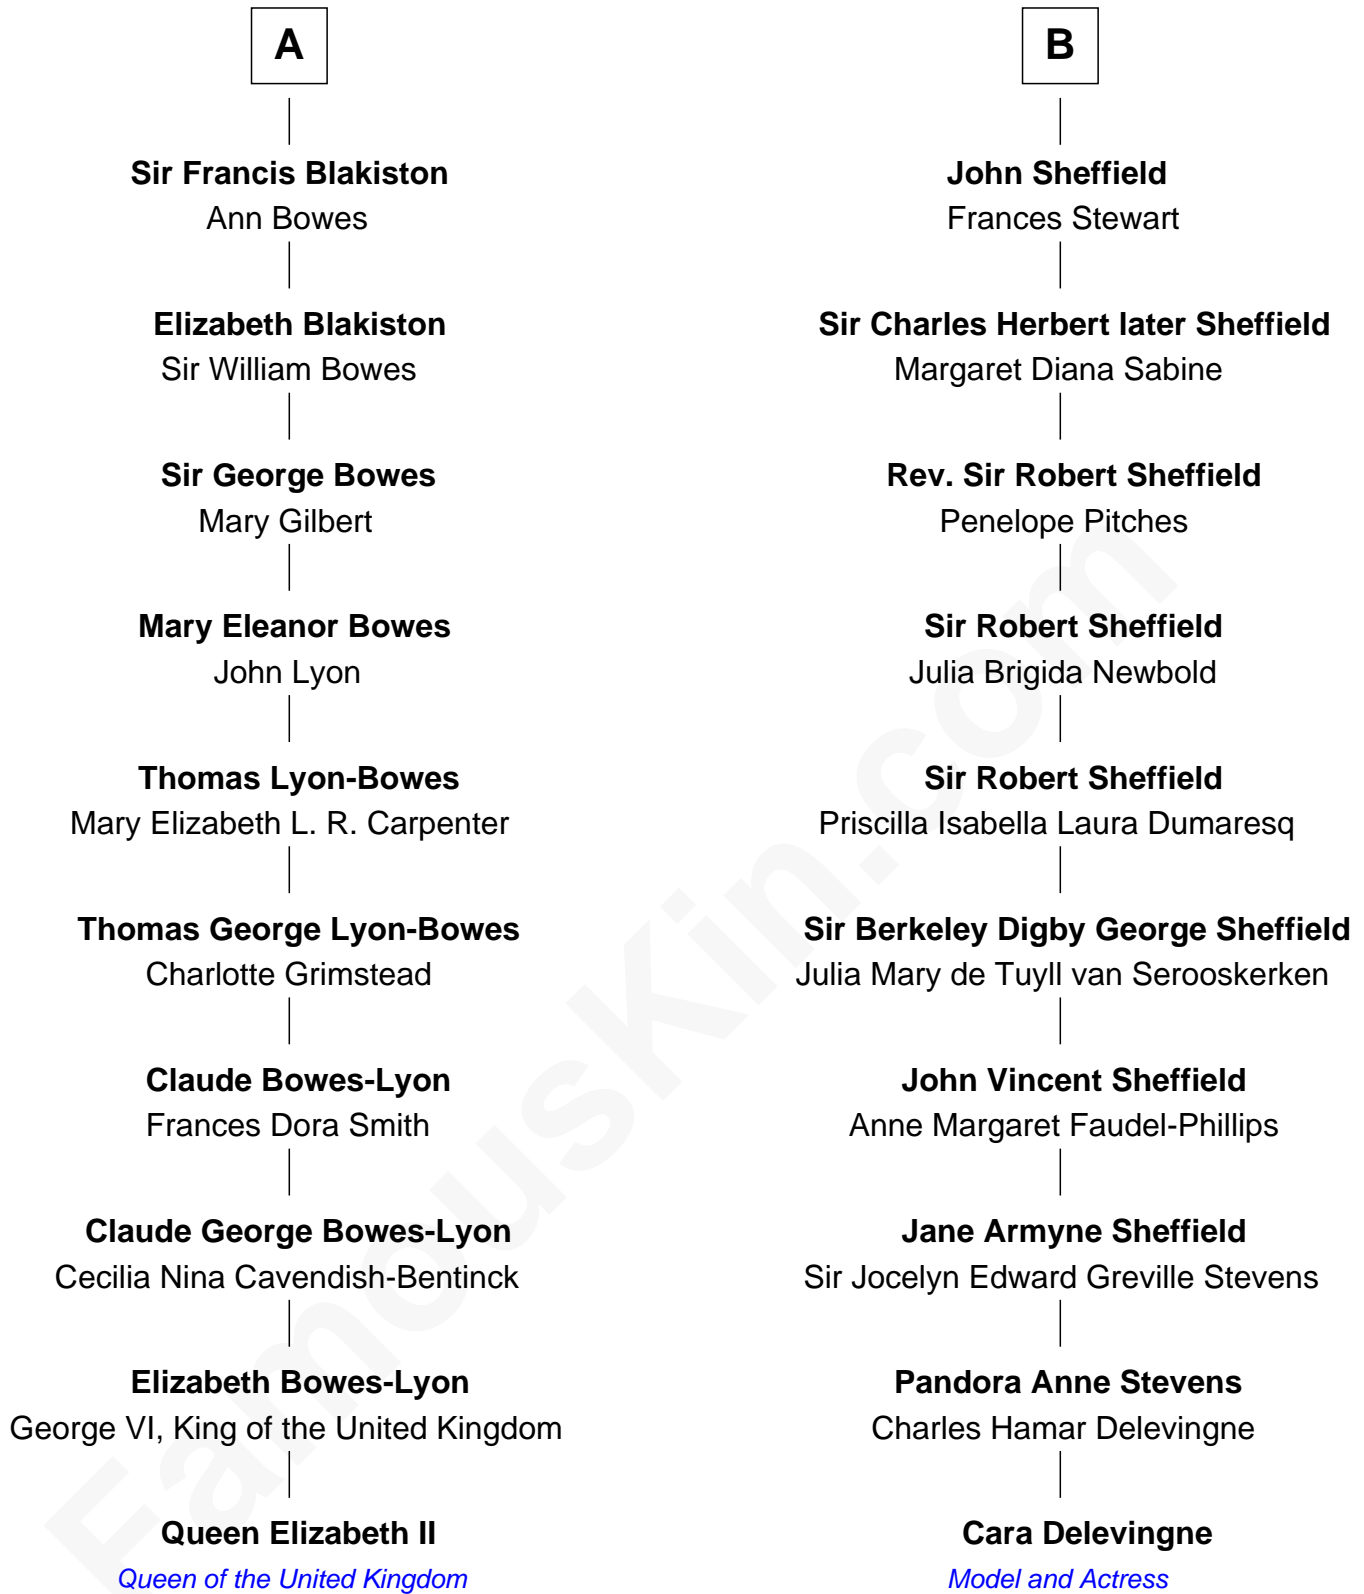 A
Sir Francis Blakiston
Ann Bowes
Elizabeth Blakiston
Sir William Bowes
Sir George Bowes
Mary Gilbert
Mary Eleanor Bowes
John Lyon
Thomas Lyon-Bowes
Mary Elizabeth L. R. Carpenter
Thomas George Lyon-Bowes
Charlotte Grimstead
Claude Bowes-Lyon
Frances Dora Smith
Claude George Bowes-Lyon
Cecilia Nina Cavendish-Bentinck
Elizabeth Bowes-Lyon
George VI, King of the United Kingdom
Queen Elizabeth II
Queen of the United Kingdom
B
John Sheffield
Frances Stewart
Sir Charles Herbert later Sheffield
Margaret Diana Sabine
Rev. Sir Robert Sheffield
Penelope Pitches
Sir Robert Sheffield
Julia Brigida Newbold
Sir Robert Sheffield
Priscilla Isabella Laura Dumaresq
Sir Berkeley Digby George Sheffield
Julia Mary de Tuyll van Serooskerken
John Vincent Sheffield
Anne Margaret Faudel-Phillips
Jane Armyne Sheffield
Sir Jocelyn Edward Greville Stevens
Pandora Anne Stevens
Charles Hamar Delevingne
Cara Delevingne
Model and Actress
FamousKin.com